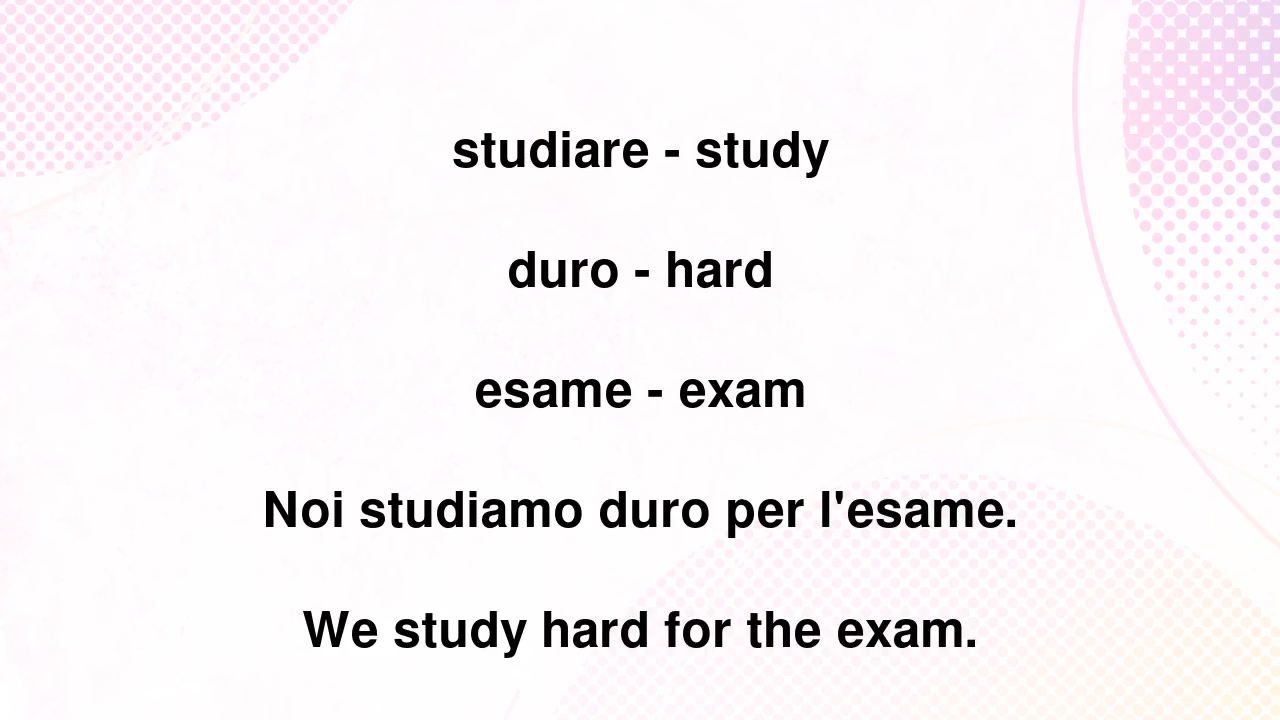 studiare - study
duro - hard
esame - exam
Noi studiamo duro per l'esame.
We study hard for the exam.